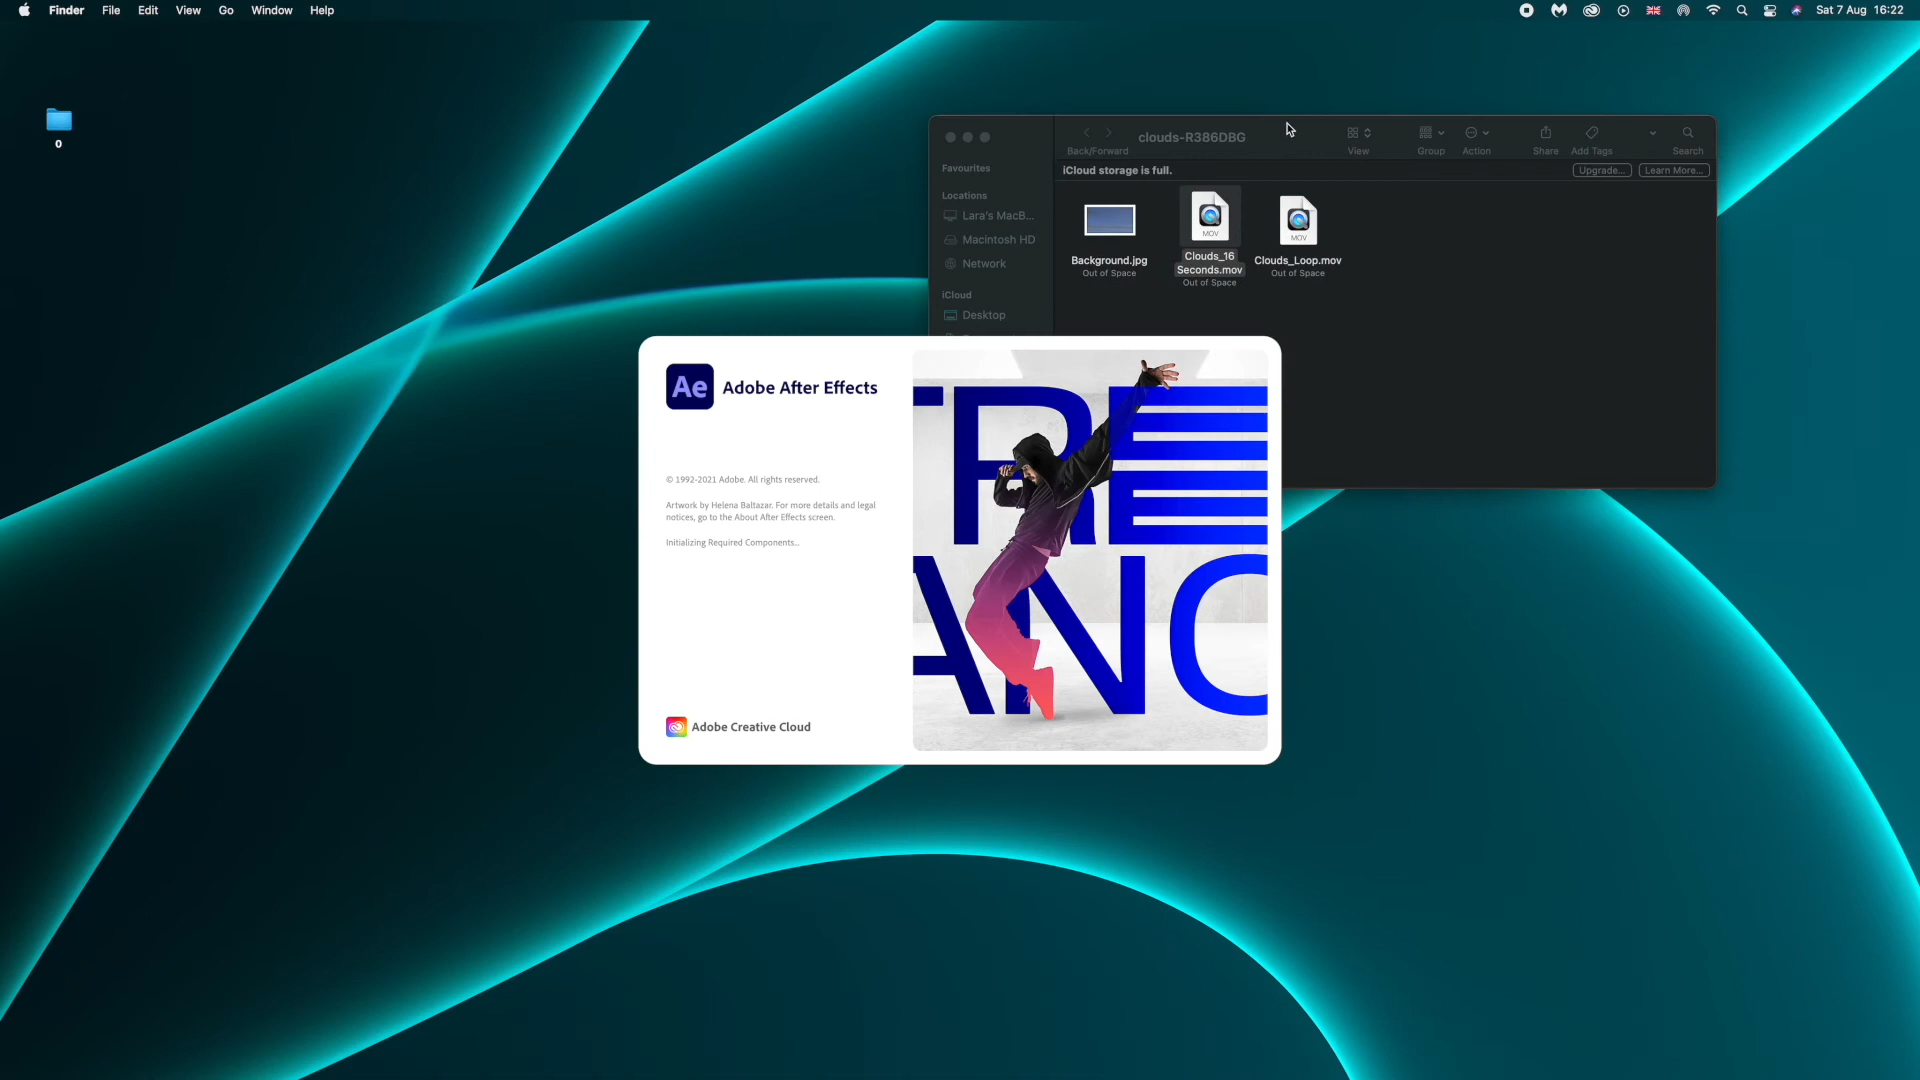 Finder File Edit View Go Window Help
Sat 7 Aug 16:22
0
clouds-R386DBG
Back/Forward View Group Action Share Add Tags Search
Favourites
iCloud storage is full. Upgrade... Learn More...
Locations
Lara's MacB...
Macintosh HD
Network
iCloud
Desktop
MOV
MOV
Background.jpg
Out of Space
Clouds_16
Seconds.mov
Out of Space
Clouds_Loop.mov
Out of Space
Ae Adobe After Effects
© 1992-2021 Adobe. All rights reserved.
Artwork by Helena Baltazar. For more details and legal
notices, go to the About After Effects screen.
Initializing Required Components...
Adobe Creative Cloud
TRE
ANC